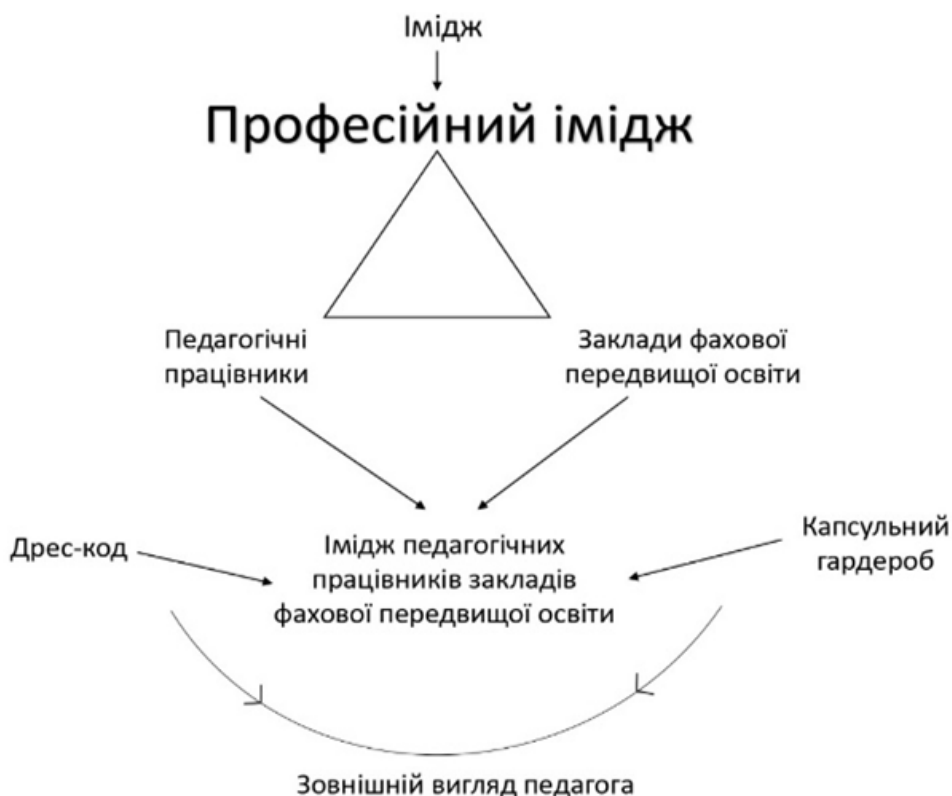 Імідж
Професійний імідж
Педагогічні
працівники
Заклади фахової
передвищої освіти
Дрес-код
Імідж педагогічних
працівників закладів
фахової передвищої освіти
Капсульний
гардероб
Зовнішній вигляд педагога